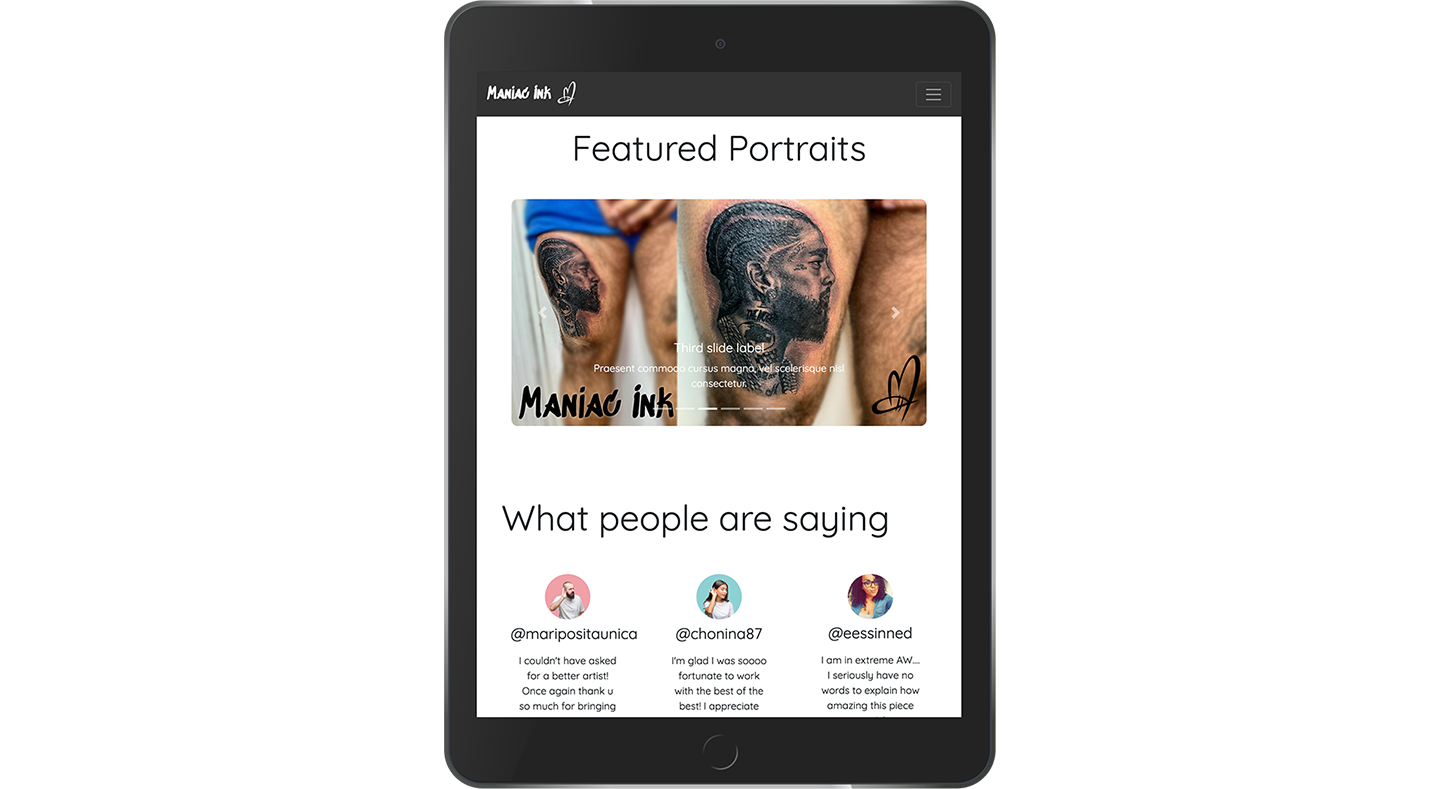 Maniac Ink
Featured Portraits
Third slide label
Praesent commodo cursus magna, vel scelerisque nisl
consectetur.
Maniac Ink
What people are saying
@maripositaunica
I couldn't have asked
for a better artist!
Once again thank u
so much for bringing
@chonina87
I'm glad I was soooo
fortunate to work
with the best of the
best! I appreciate
@eessinned
I am in extreme AW....
I seriously have no
words to explain how
amazing this piece